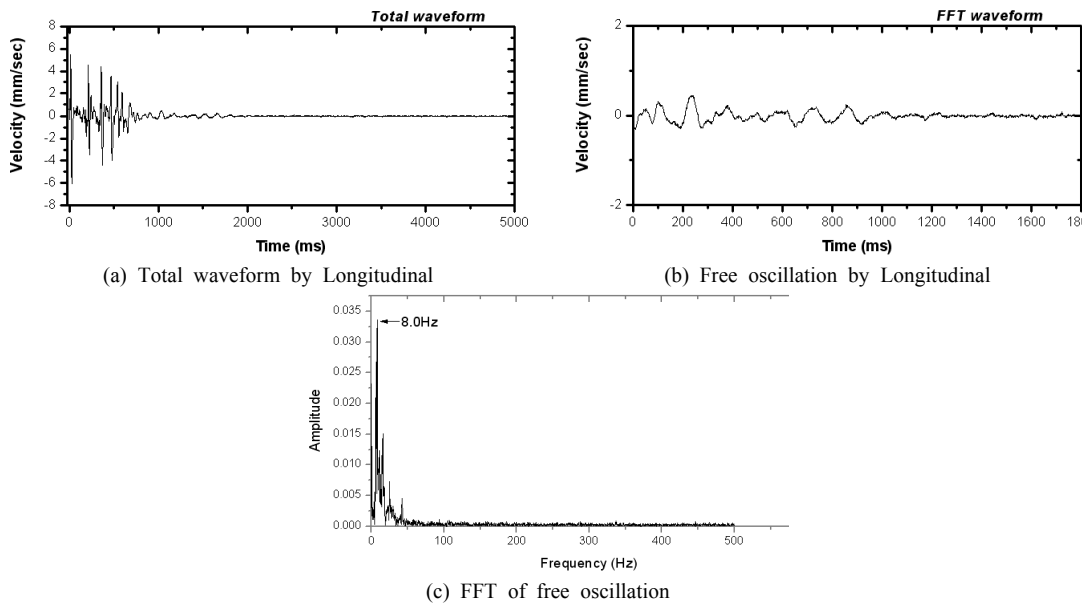 Total waveform
8
6
4
2
0
-2
-4
-6
-8
Velocity (mm/sec)
0 1000 2000 3000 4000 5000
Time (ms)
(a) Total waveform by Longitudinal
FFT waveform
2
0
-2
Velocity (mm/sec)
0 200 400 600 800 1000 1200 1400 1600
Time (ms)
(b) Free oscillation by Longitudinal
0.035
0.030
0.025
0.020
0.015
0.010
0.005
0.000
Amplitude
8.0Hz
0 100 200 300 400 500
Frequency (Hz)
(c) FFT of free oscillation